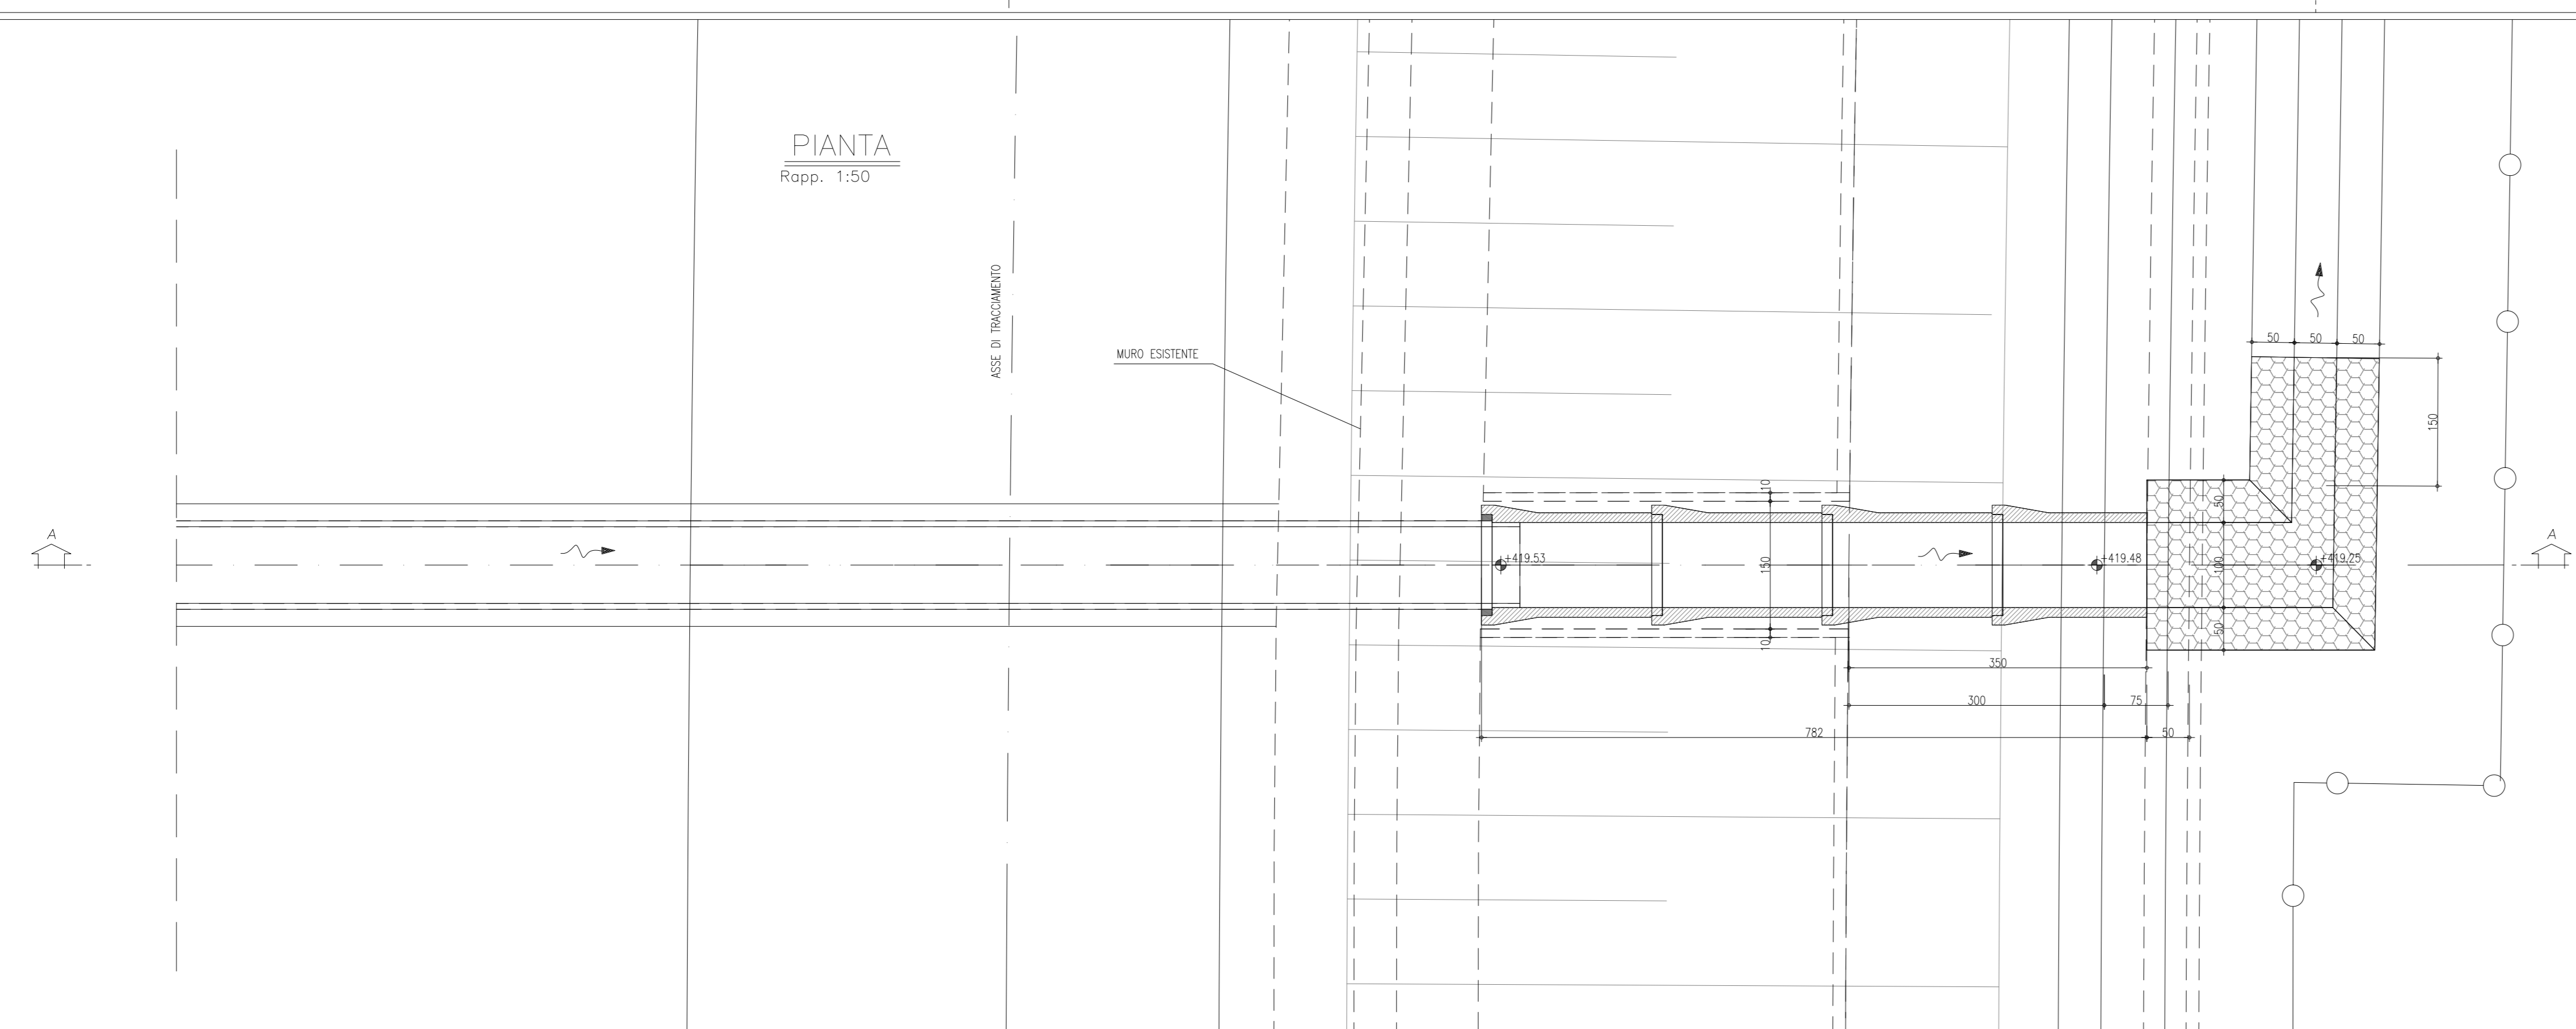 PIANTA
Rapp. 1:50
ASSE DI TRACCIAMENTO
MURO ESISTENTE
50 50 50
150
A
A
10
150
10
+419.53
+419.48
+419.25
50
100
50
350
300
75
782
50